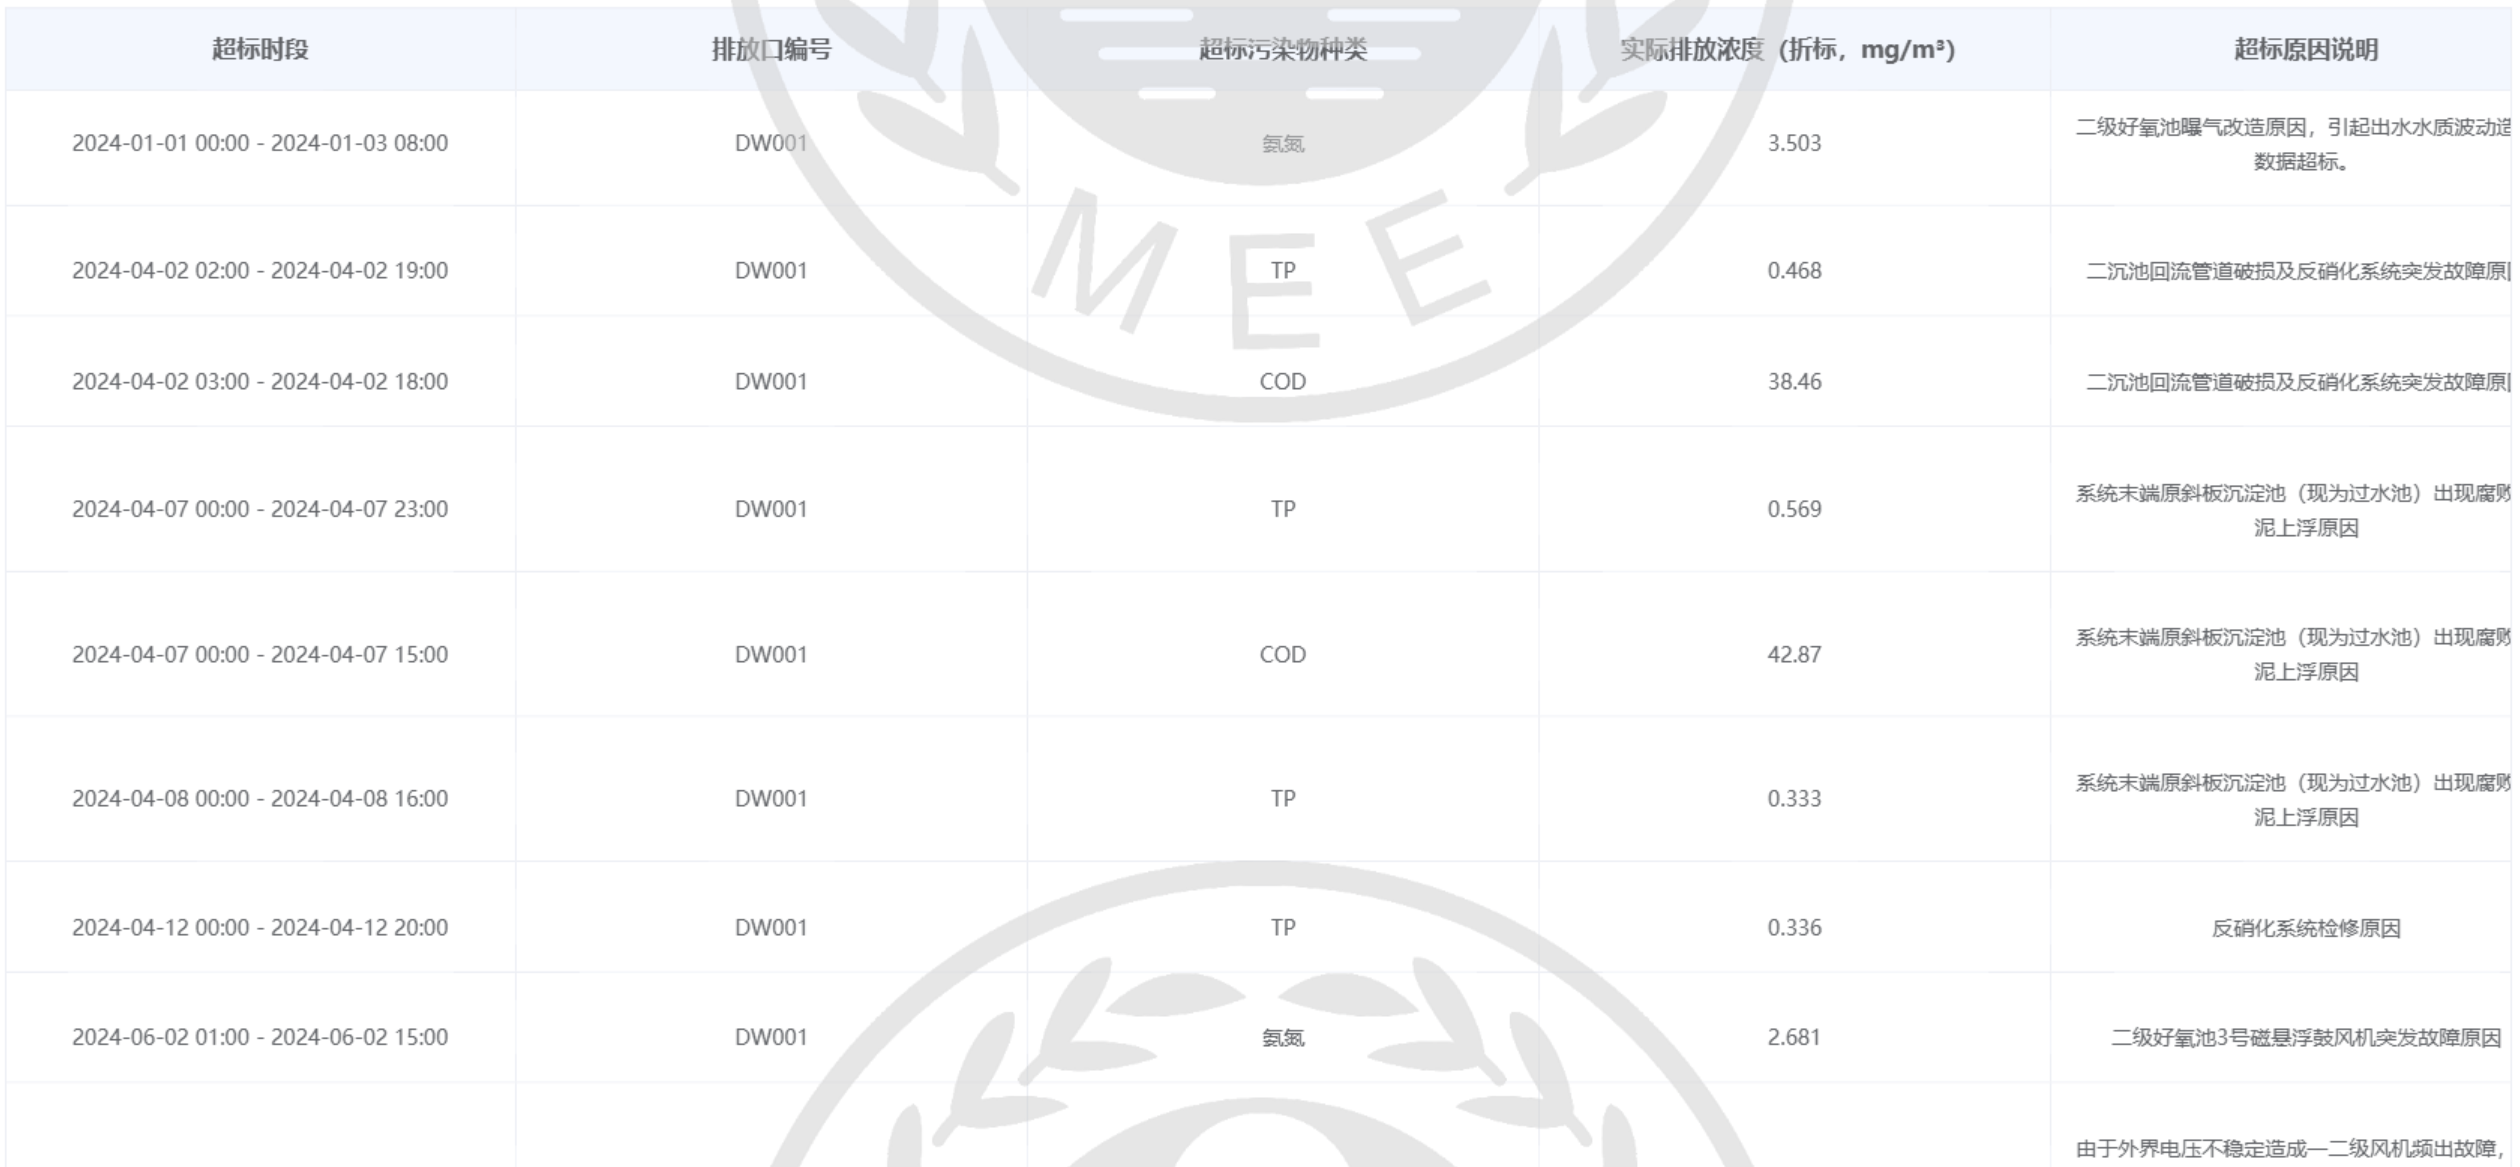 超标时段 排放口编号 超标污染物种类 实际排放浓度（折标，mg/m³） 超标原因说明
2024-01-01 00:00 - 2024-01-03 08:00 DW001 氨氮 3.503 二级好氧池曝气改造原因，引起出水水质波动造
数据超标。
2024-04-02 02:00 - 2024-04-02 19:00 DW001 TP 0.468 二沉池回流管道破损及反硝化系统突发故障原
2024-04-02 03:00 - 2024-04-02 18:00 DW001 COD 38.46 二沉池回流管道破损及反硝化系统突发故障原
2024-04-07 00:00 - 2024-04-07 23:00 DW001 TP 0.569 系统末端原斜板沉淀池（现为过水池）出现腐败
泥上浮原因
2024-04-07 00:00 - 2024-04-07 15:00 DW001 COD 42.87 系统末端原斜板沉淀池（现为过水池）出现腐败
泥上浮原因
2024-04-08 00:00 - 2024-04-08 16:00 DW001 TP 0.333 系统末端原斜板沉淀池（现为过水池）出现腐败
泥上浮原因
2024-04-12 00:00 - 2024-04-12 20:00 DW001 TP 0.336 反硝化系统检修原因
2024-06-02 01:00 - 2024-06-02 15:00 DW001 氨氮 2.681 二级好氧池3号磁悬浮鼓风机突发故障原因
由于外界电压不稳定造成一二级风机频出故障，
MEE